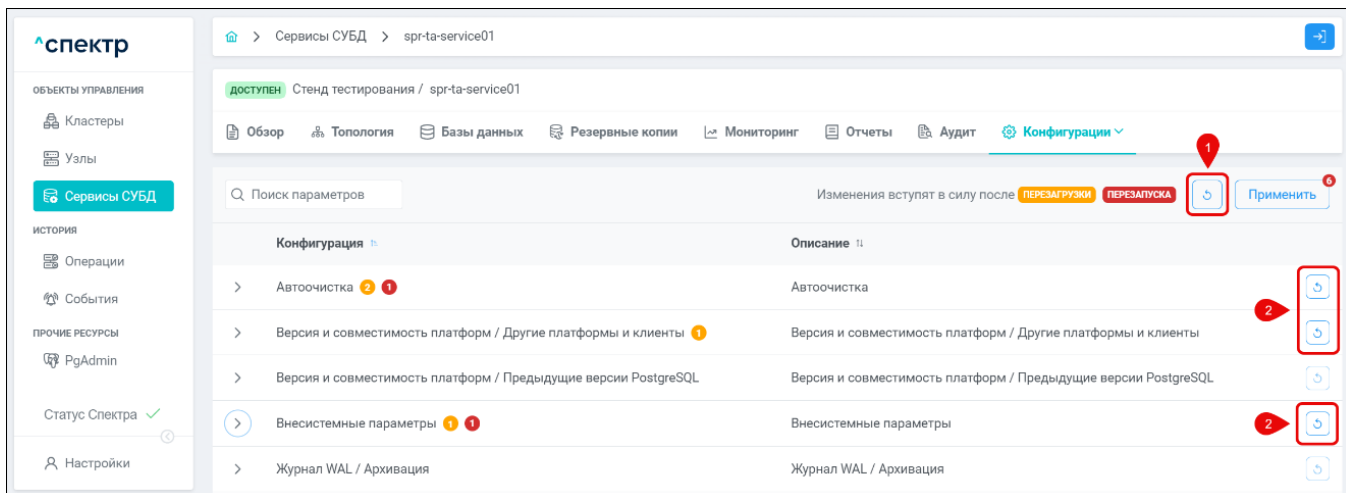 ^спектр
Сервисы СУБД > spr-ta-service01
ОБЪЕКТЫ УПРАВЛЕНИЯ
Кластеры
Узлы
Сервисы СУБД
ИСТОРИЯ
Операции
События
ПРОЧИЕ РЕСУРСЫ
PgAdmin
Статус Спектра
Настройки
ДОСТУПЕН Стенд тестирования / spr-ta-service01
Обзор Топология Базы данных Резервные копии Мониторинг Отчеты Аудит Конфигурации
1
Поиск параметров Изменения вступят в силу после ПЕРЕЗАГРУЗКИ ПЕРЕЗАПУСКА Применить 6
Конфигурация Описание
Автоочистка 2 1 Автоочистка
2
Версия и совместимость платформ / Другие платформы и клиенты 1 Версия и совместимость платформ / Другие платформы и клиенты
Версия и совместимость платформ / Предыдущие версии PostgreSQL Версия и совместимость платформ / Предыдущие версии PostgreSQL
Внесистемные параметры 1 1 Внесистемные параметры 2
Журнал WAL / Архивация Журнал WAL / Архивация